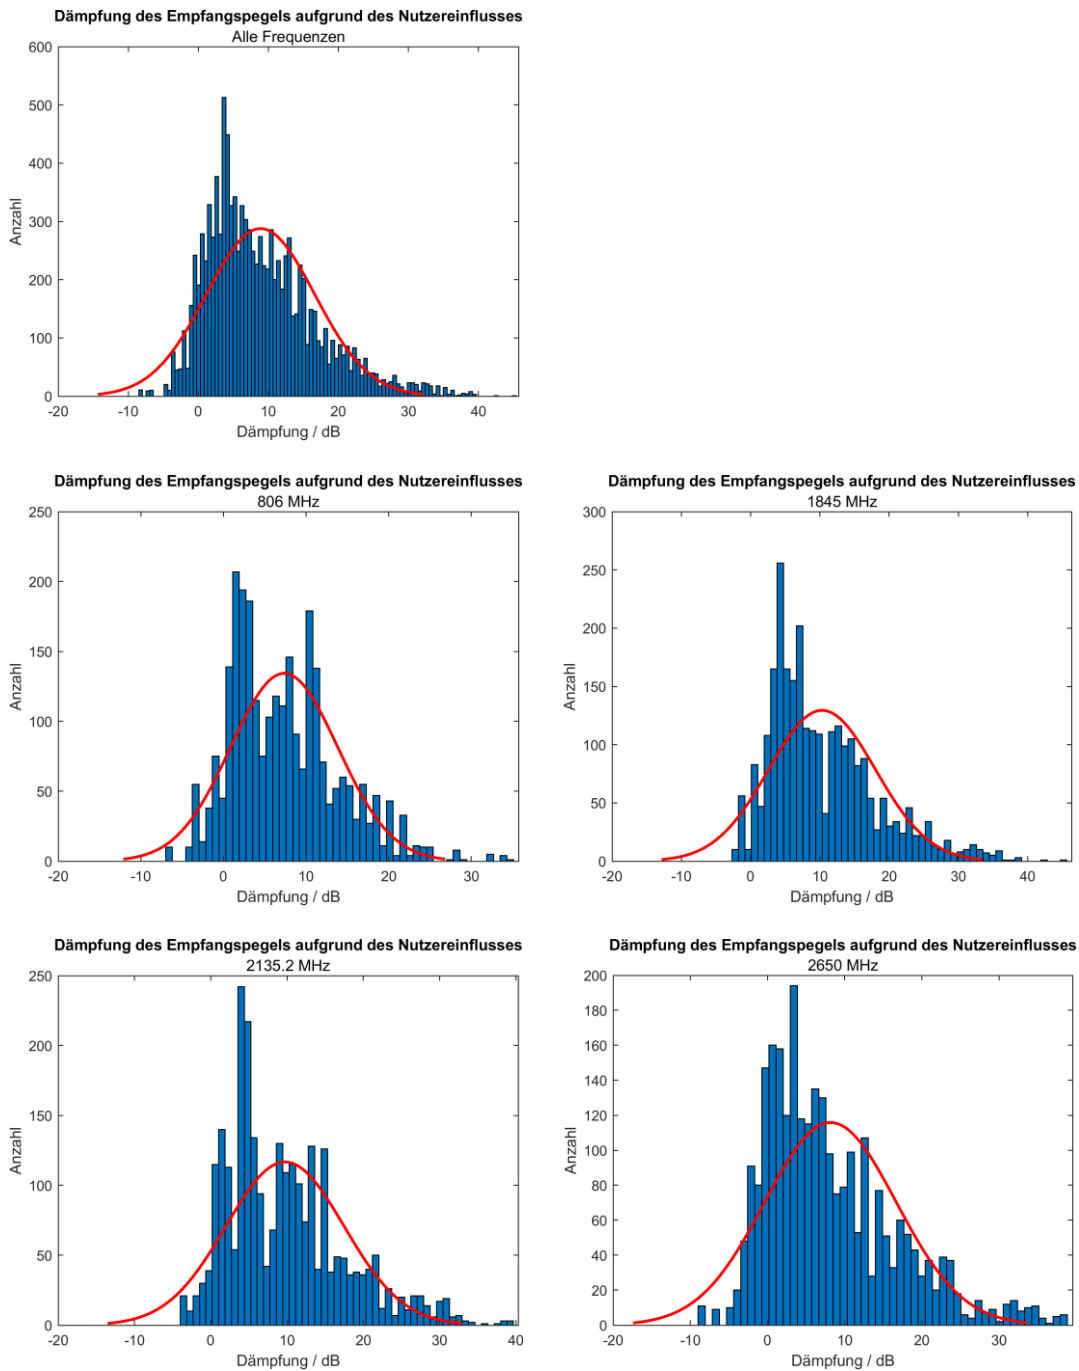 Dämpfung des Empfangspegels aufgrund des Nutzereinflusses
Alle Frequenzen
600
500
400
300
200
100
0
Anzahl
-20 -10 0 10 20 30 40
Dämpfung / dB
Dämpfung des Empfangspegels aufgrund des Nutzereinflusses
806 MHz
250
200
150
100
50
0
Anzahl
-20 -10 0 10 20 30
Dämpfung / dB
Dämpfung des Empfangspegels aufgrund des Nutzereinflusses
1845 MHz
300
250
200
150
100
50
0
Anzahl
-20 -10 0 10 20 30 40
Dämpfung / dB
Dämpfung des Empfangspegels aufgrund des Nutzereinflusses
2135.2 MHz
250
200
150
100
50
0
Anzahl
-20 -10 0 10 20 30 40
Dämpfung / dB
Dämpfung des Empfangspegels aufgrund des Nutzereinflusses
2650 MHz
200
180
160
140
120
100
80
60
40
20
0
Anzahl
-20 -10 0 10 20 30
Dämpfung / dB